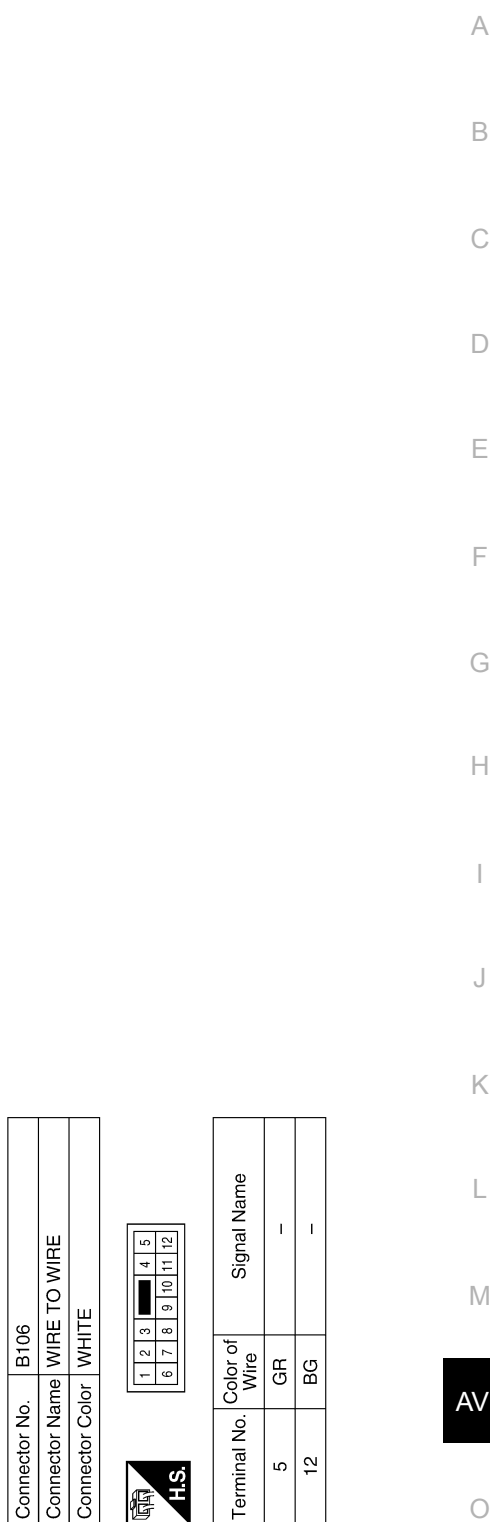 A
B
C
D
E
F
G
H
I
J
K
L
M
AV
O
Connector No. B106
Connector Name WIRE TO WIRE
Connector Color WHITE
H.S.
1 2 3 4 5
6 7 8 9 10 11 12
Terminal No. Color of Wire Signal Name
5 GR –
12 BG –